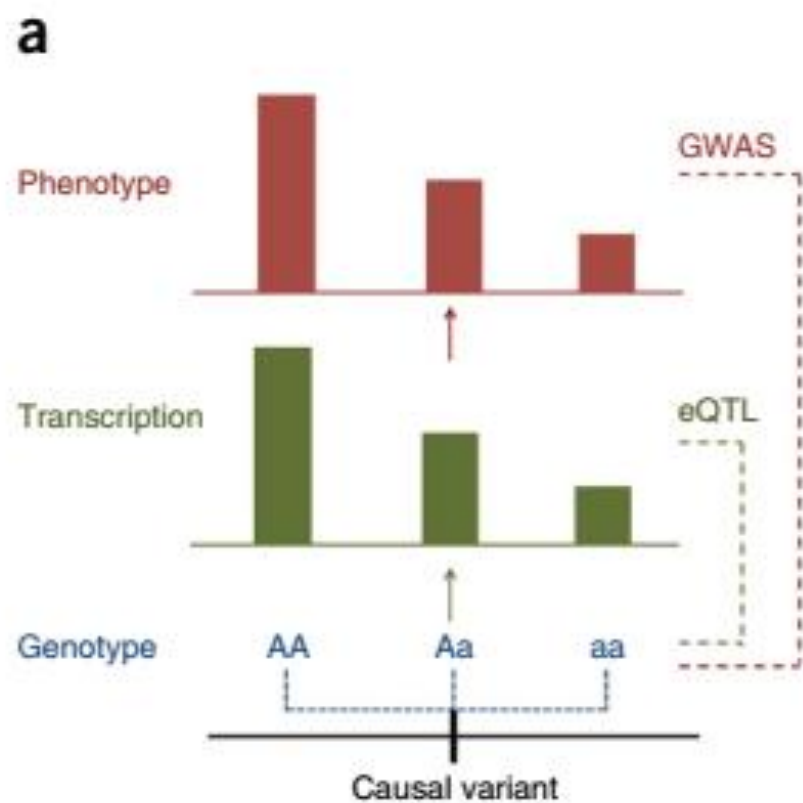 a
GWAS
Phenotype
Transcription
eQTL
Genotype AA Aa aa
Causal variant